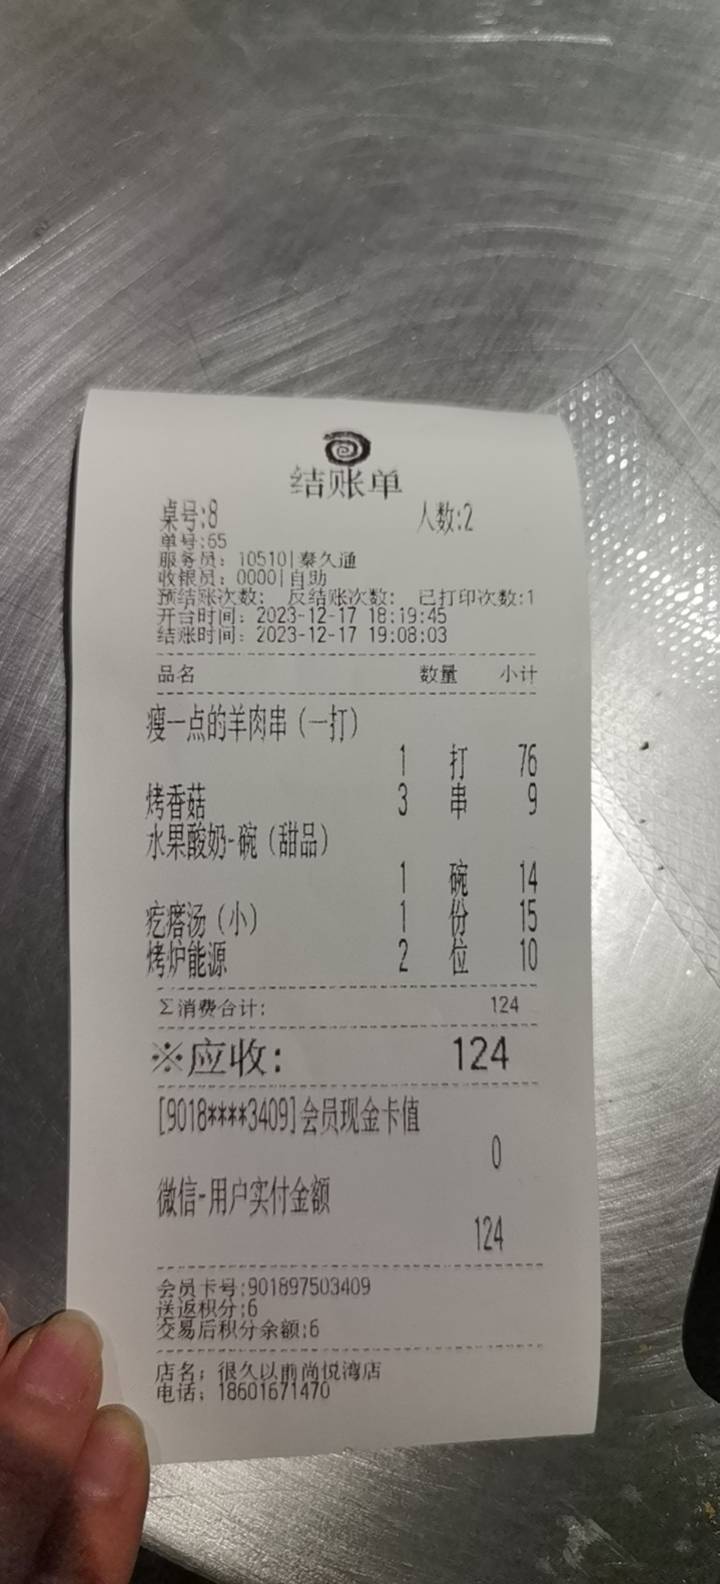 结账单
桌号:8 人数:2
单号:65
服务员: 10510|秦久通
收银员: 0000|自助
预结账次数: 反结账次数: 已打印次数:1
开台时间: 2023-12-17 18:19:45
结账时间: 2023-12-17 19:08:03
品名 数量 小计
瘦一点的羊肉串(一打)
1 打 76
烤香菇 3 串 9
水果酸奶-碗(甜品)
1 碗 14
疙瘩汤(小) 1 份 15
烤炉能源 2 位 10
Σ消费合计: 124
※应收: 124
[9018****3409]会员现金卡值
0
微信-用户实付金额
124
会员卡号:901897503409
送返积分:6
交易后积分余额:6
店名: 很久以前尚悦湾店
电话: 18601671470